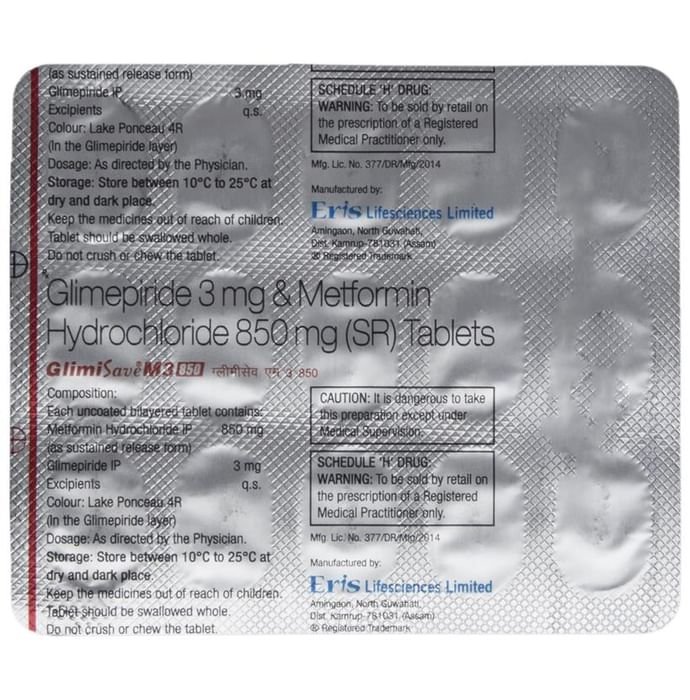 (as sustained release form)
Glimepiride IP 3 mg
Excipients q.s.
Colour: Lake Ponceau 4R
(In the Glimepiride layer)
Dosage: As directed by the Physician.
Storage: Store between 10°C to 25°C at
dry and dark place.
Keep the medicines out of reach of children.
Tablet should be swallowed whole.
Do not crush or chew the tablet.
SCHEDULE 'H' DRUG:
WARNING: To be sold by retail on
the prescription of a Registered
Medical Practitioner only.
Mfg. Lic. No. 377/DR/Mfg/2014
Manufactured by:
Eris Lifesciences Limited
Amingaon, North Guwahati,
Dist. Kamrup-781031 (Assam)
® Registered Trademark
℞
Glimepiride 3 mg & Metformin
Hydrochloride 850 mg (SR) Tablets
GlimiSave® M3 850 ग्लीमीसेव एम 3 850
Composition:
Each uncoated bilayered tablet contains:
Metformin Hydrochloride IP 850 mg
(as sustained release form)
Glimepiride IP 3 mg
Excipients q.s.
Colour: Lake Ponceau 4R
(In the Glimepiride layer)
Dosage: As directed by the Physician.
Storage: Store between 10°C to 25°C at
dry and dark place.
Keep the medicines out of reach of children.
Tablet should be swallowed whole.
Do not crush or chew the tablet.
CAUTION: It is dangerous to take
this preparation except under
Medical Supervision.
SCHEDULE 'H' DRUG:
WARNING: To be sold by retail on
the prescription of a Registered
Medical Practitioner only.
Mfg. Lic. No. 377/DR/Mfg/2014
Manufactured by:
Eris Lifesciences Limited
Amingaon, North Guwahati,
Dist. Kamrup-781031 (Assam)
® Registered Trademark